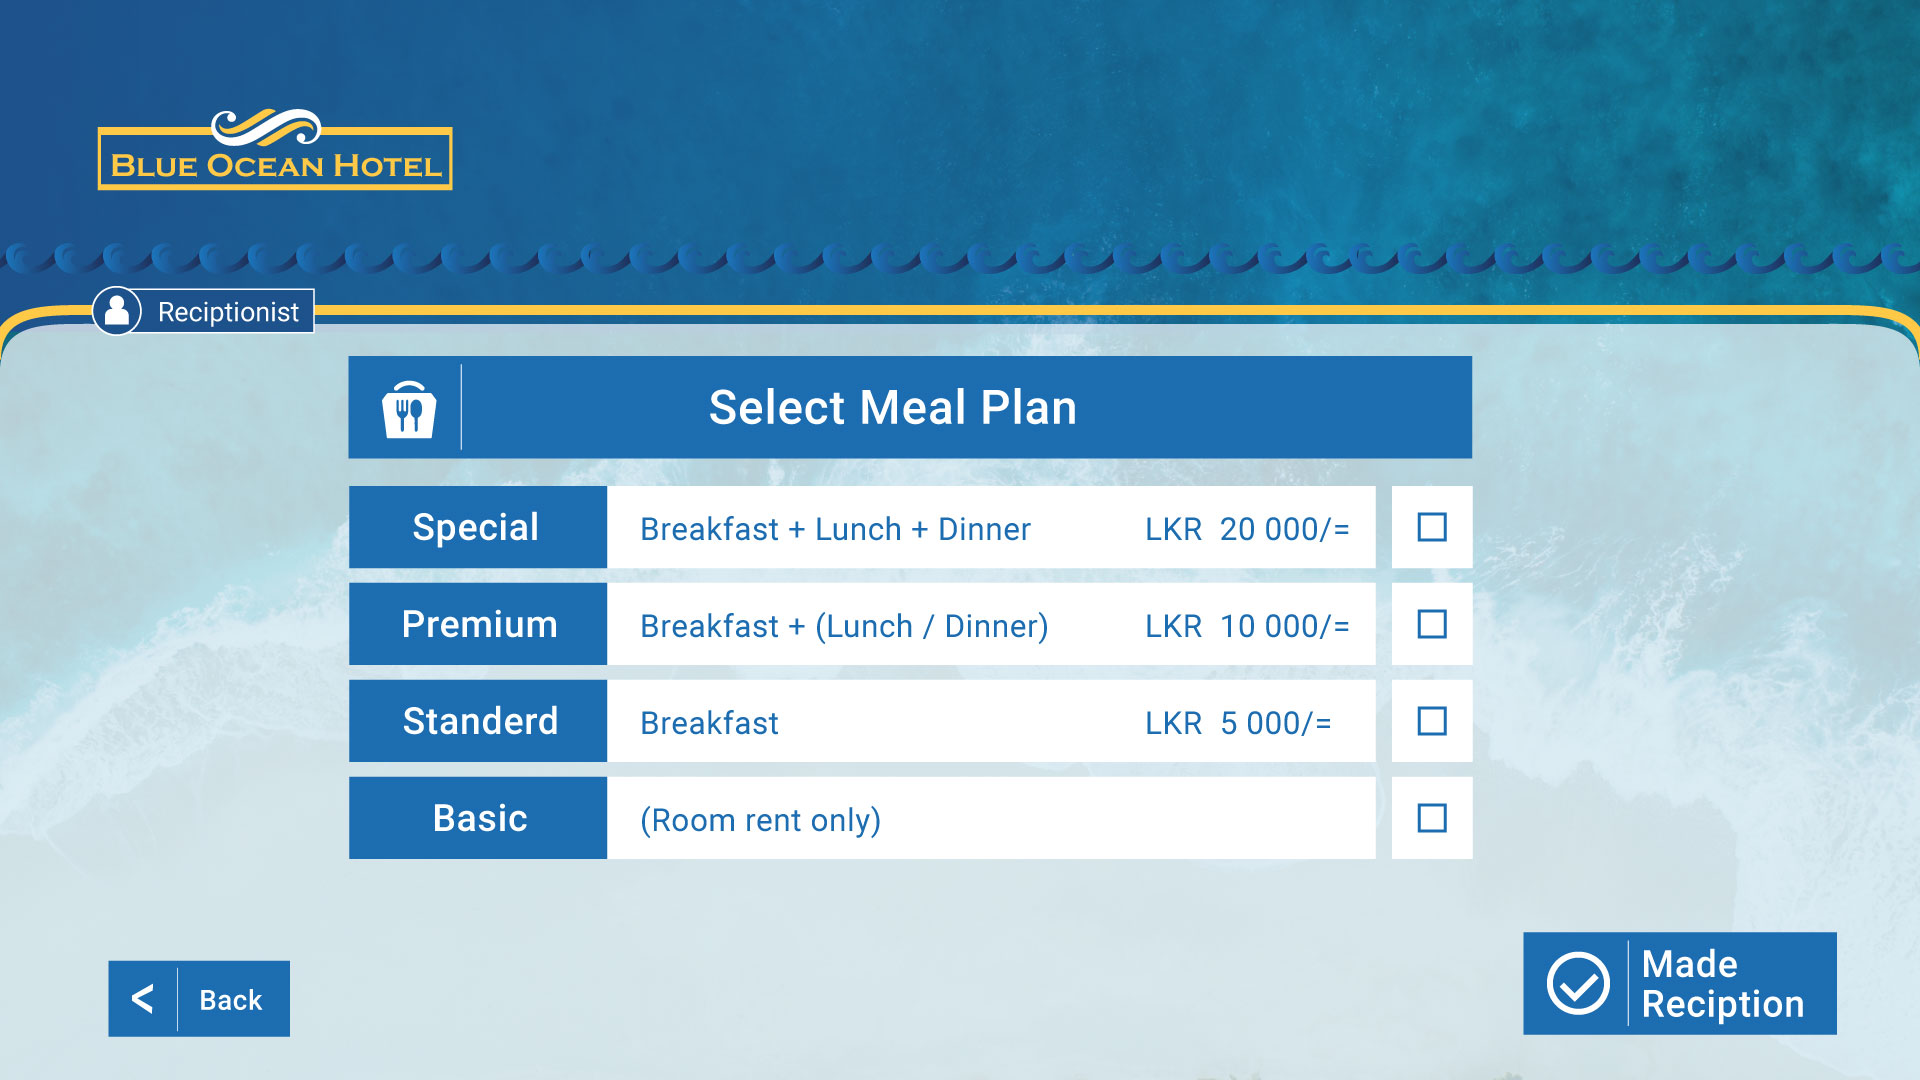 BLUE OCEAN HOTEL
Reciptionist
Select Meal Plan
Special Breakfast + Lunch + Dinner LKR 20 000/=
Premium Breakfast + (Lunch / Dinner) LKR 10 000/=
Standerd Breakfast LKR 5 000/=
Basic (Room rent only)
< Back
Made
Reciption